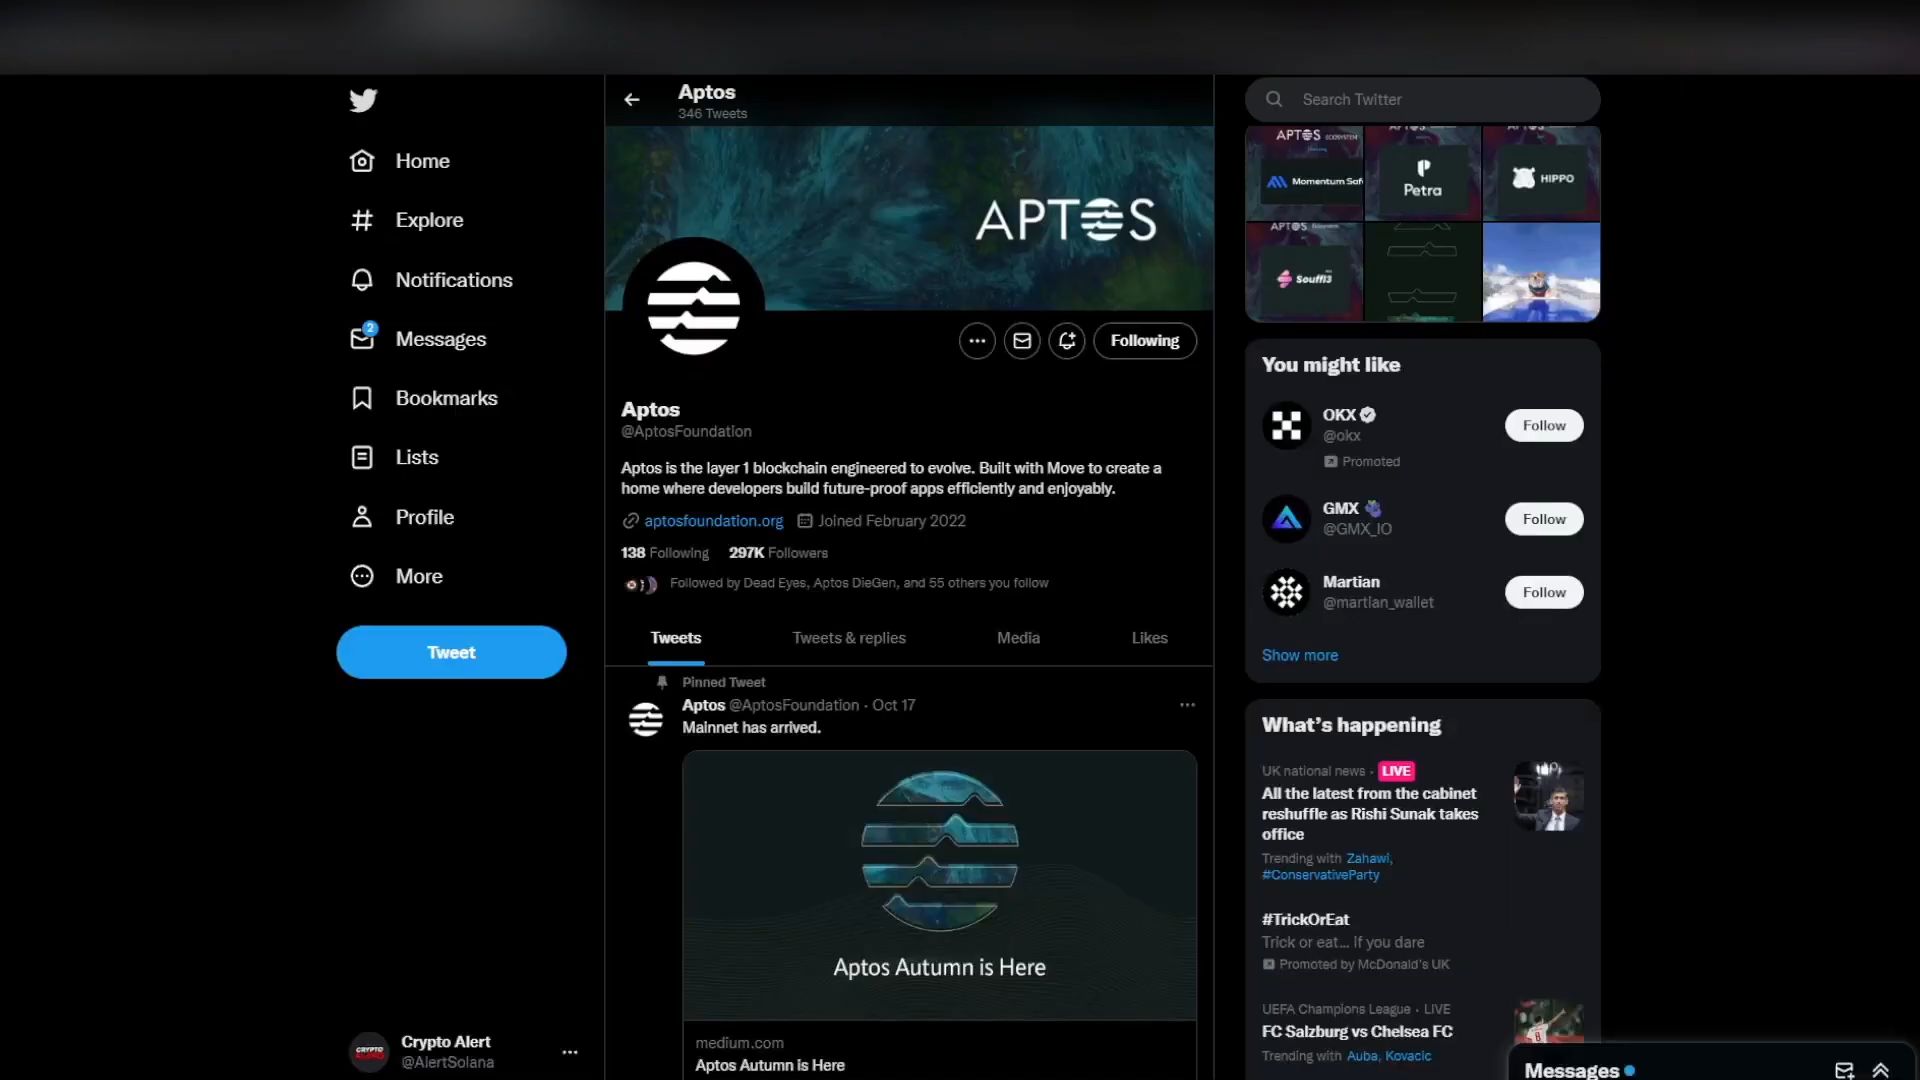 Home
Explore
Notifications
2
Messages
Bookmarks
Lists
Profile
More
Tweet
Crypto Alert
@AlertSolana
Aptos
346 Tweets
APTOS
Following
Aptos
@AptosFoundation
Aptos is the layer 1 blockchain engineered to evolve. Built with Move to create a
home where developers build future-proof apps efficiently and enjoyably.
aptosfoundation.org Joined February 2022
138 Following 297K Followers
Followed by Dead Eyes, Aptos DieGen, and 55 others you follow
Tweets Tweets & replies Media Likes
Pinned Tweet
Aptos @AptosFoundation · Oct 17
Mainnet has arrived.
Aptos Autumn is Here
medium.com
Aptos Autumn is Here
Search Twitter
APTOS ECOSYSTEM
Momentum Saf
Petra
HIPPO
APTOS
Souffl3
You might like
OKX
@okx
Promoted
Follow
GMX
@GMX_IO
Follow
Martian
@martian_wallet
Follow
Show more
What's happening
UK national news · LIVE
All the latest from the cabinet
reshuffle as Rishi Sunak takes
office
Trending with Zahawi,
#ConservativeParty
#TrickOrEat
Trick or eat... If you dare
Promoted by McDonald's UK
UEFA Champions League · LIVE
FC Salzburg vs Chelsea FC
Trending with Auba, Kovacic
Messages